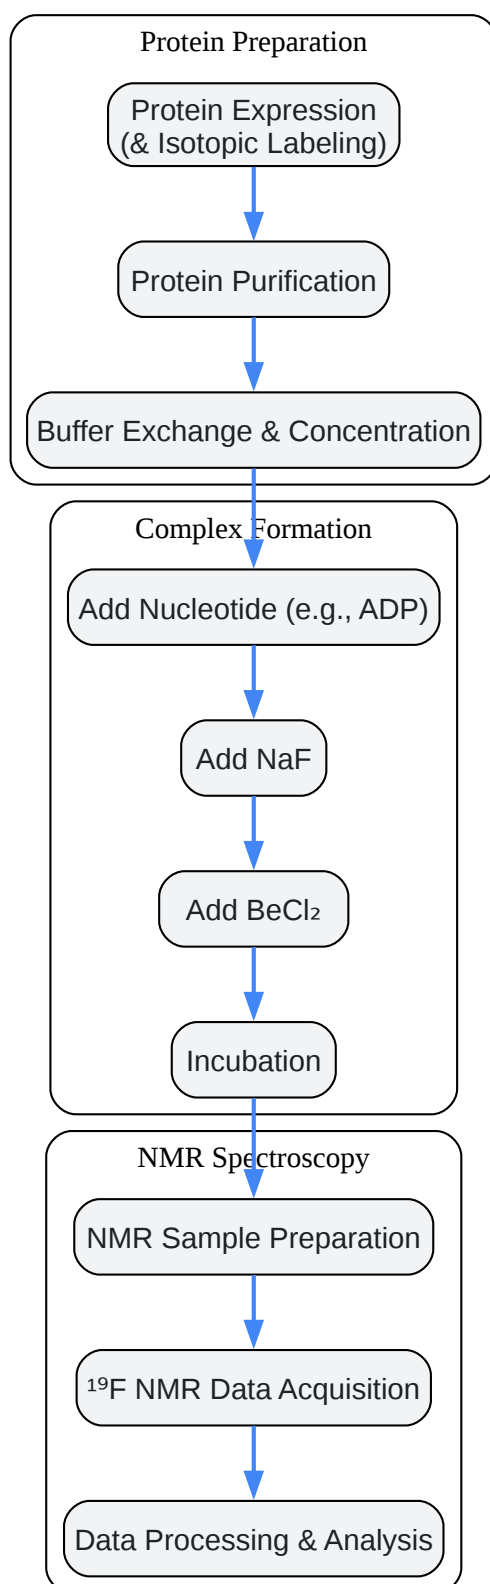 Protein Preparation
Protein Expression
(& Isotopic Labeling)
Protein Purification
Buffer Exchange & Concentration
Complex Formation
Add Nucleotide (e.g., ADP)
Add NaF
Add BeCl₂
Incubation
NMR Spectroscopy
NMR Sample Preparation
¹⁹F NMR Data Acquisition
Data Processing & Analysis